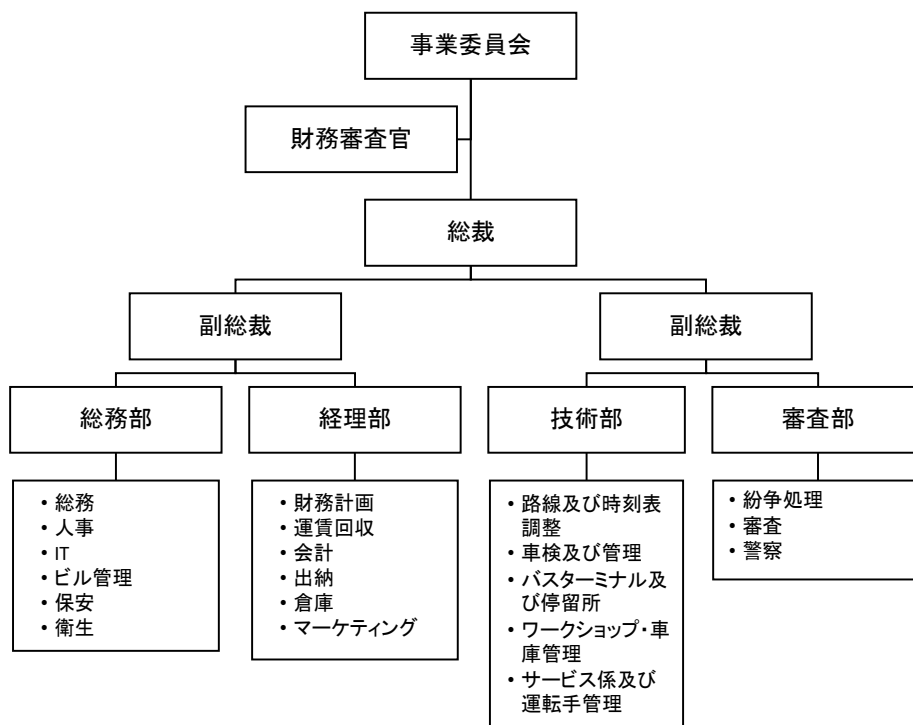 事業委員会
財務審査官
総裁
副総裁
副総裁
総務部
経理部
技術部
審査部
• 総務
• 人事
• IT
• ビル管理
• 保安
• 衛生
• 財務計画
• 運賃回収
• 会計
• 出納
• 倉庫
• マーケティング
• 路線及び時刻表
調整
• 車検及び管理
• バスターミナル及
び停留所
• ワークショップ・車
庫管理
• サービス係及び
運転手管理
• 紛争処理
• 審査
• 警察